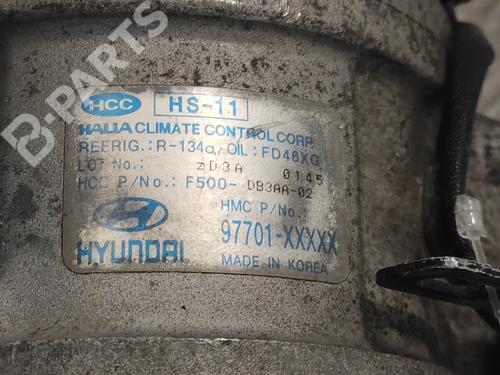 B-PARTS
HCC HS-11
HALLA CLIMATE CONTROL CORP.
REFRIG.: R-134a, OIL: FD46XG
LOT No.: zD3A 0145
HCC P/No.: F500-DB3AA-02
HMC P/No.:
97701-XXXXX
HYUNDAI MADE IN KOREA